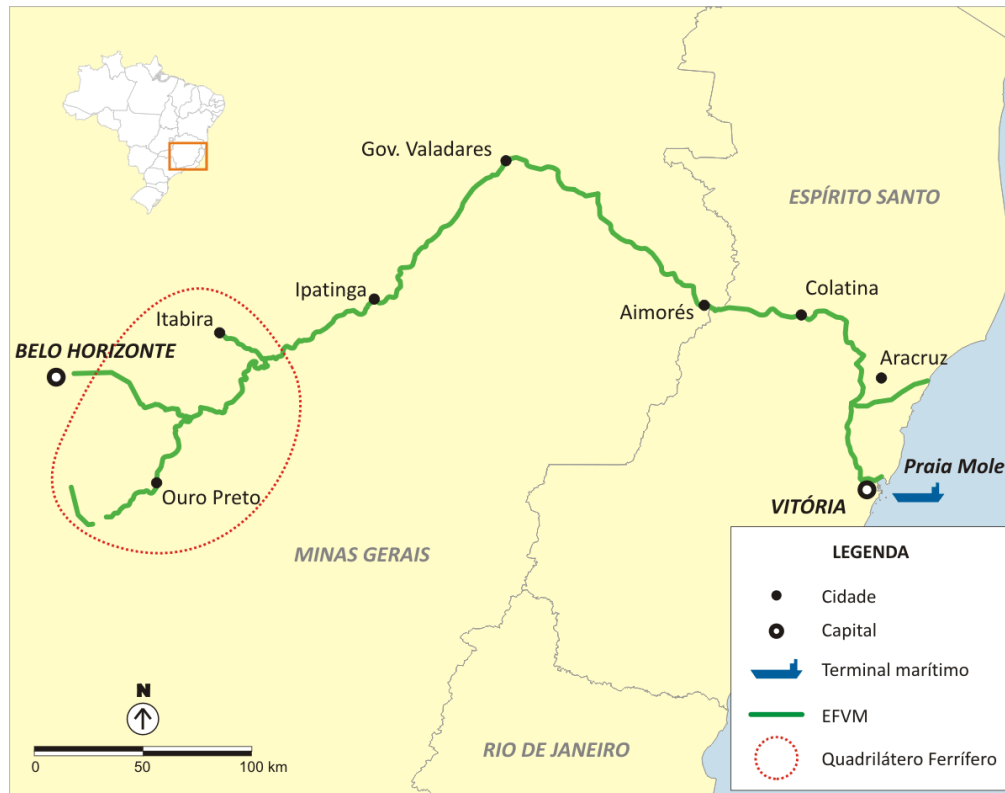 Gov. Valadares
ESPÍRITO SANTO
Ipatinga
Colatina
Aimorés
Itabira
BELO HORIZONTE
Aracruz
Praia Mole
Ouro Preto
VITÓRIA
MINAS GERAIS
RIO DE JANEIRO
N
0 50 100 km
LEGENDA
Cidade
Capital
Terminal marítimo
EFVM
Quadrilátero Ferrífero